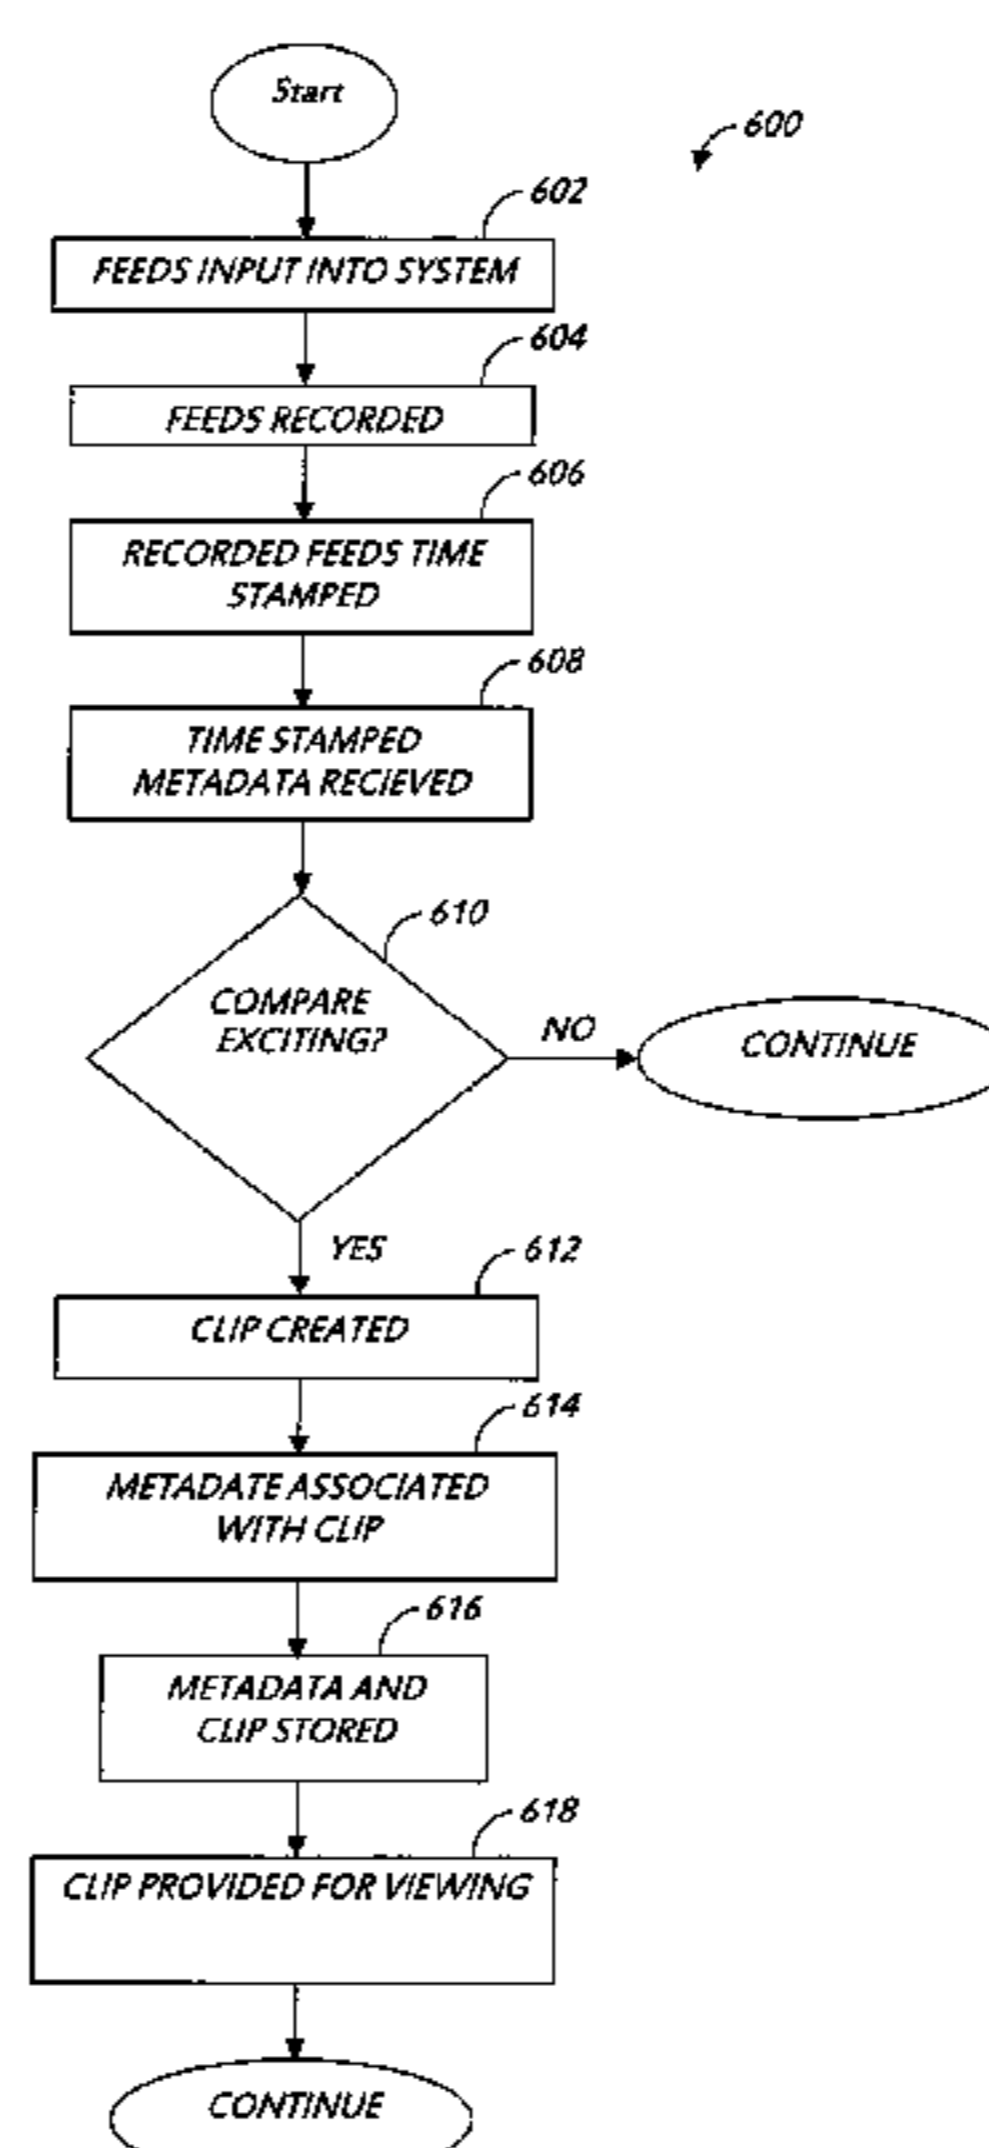 Start
600
602
FEEDS INPUT INTO SYSTEM
604
FEEDS RECORDED
606
RECORDED FEEDS TIME
STAMPED
608
TIME STAMPED
METADATA RECIEVED
610
COMPARE
EXCITING?
NO
CONTINUE
YES
612
CLIP CREATED
614
METADATE ASSOCIATED
WITH CLIP
616
METADATA AND
CLIP STORED
618
CLIP PROVIDED FOR VIEWING
CONTINUE